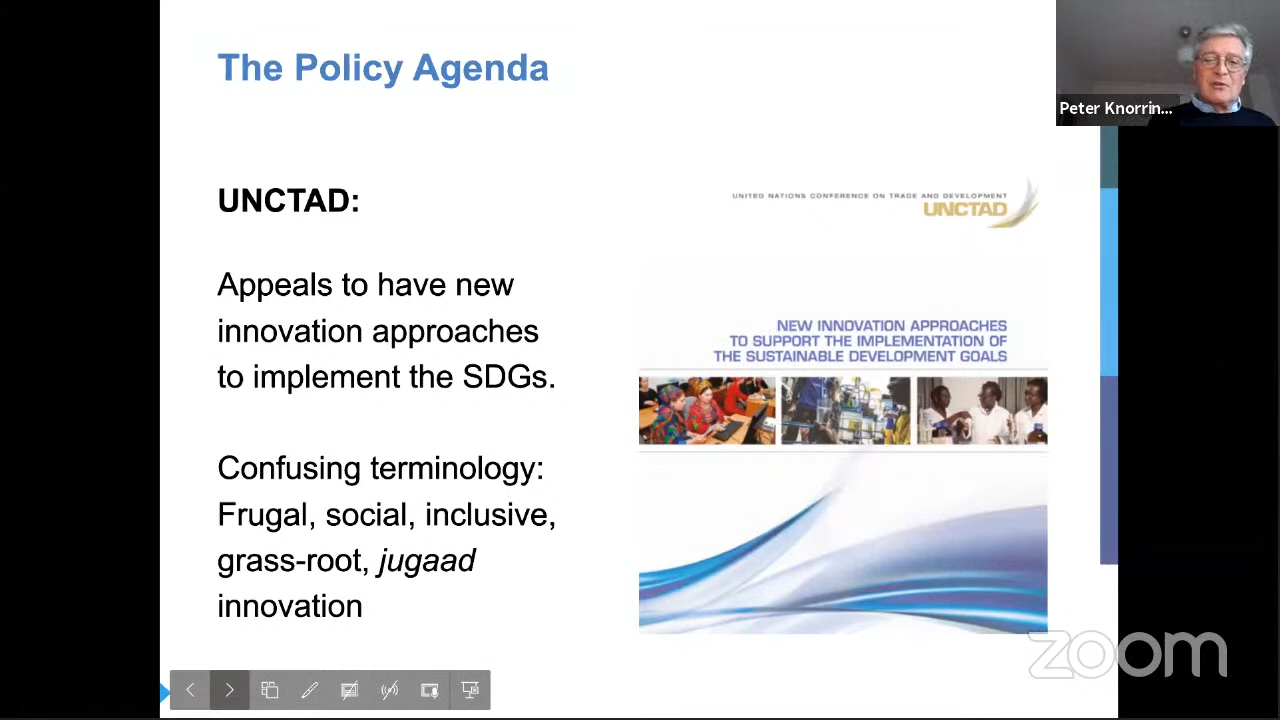 The Policy Agenda
Peter Knorrin...
UNCTAD:
UNITED NATIONS CONFERENCE ON TRADE AND DEVELOPMENT
UNCTAD
Appeals to have new
innovation approaches
to implement the SDGs.
NEW INNOVATION APPROACHES
TO SUPPORT THE IMPLEMENTATION OF
THE SUSTAINABLE DEVELOPMENT GOALS
Confusing terminology:
Frugal, social, inclusive,
grass-root, jugaad
innovation
zoom